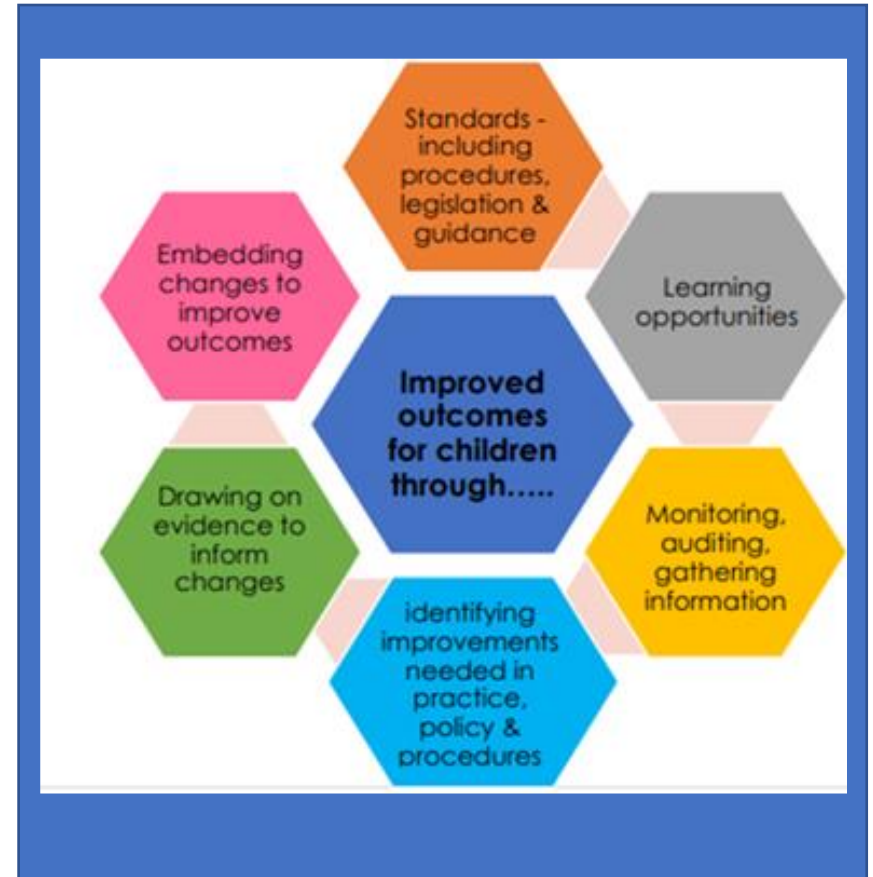 Standards -
including
procedures,
legislation &
guidance
Learning
opportunities
Monitoring,
auditing,
gathering
information
identifying
improvements
needed in
practice,
policy &
procedures
Drawing on
evidence to
inform
changes
Embedding
changes to
improve
outcomes
Improved
outcomes
for children
through.....